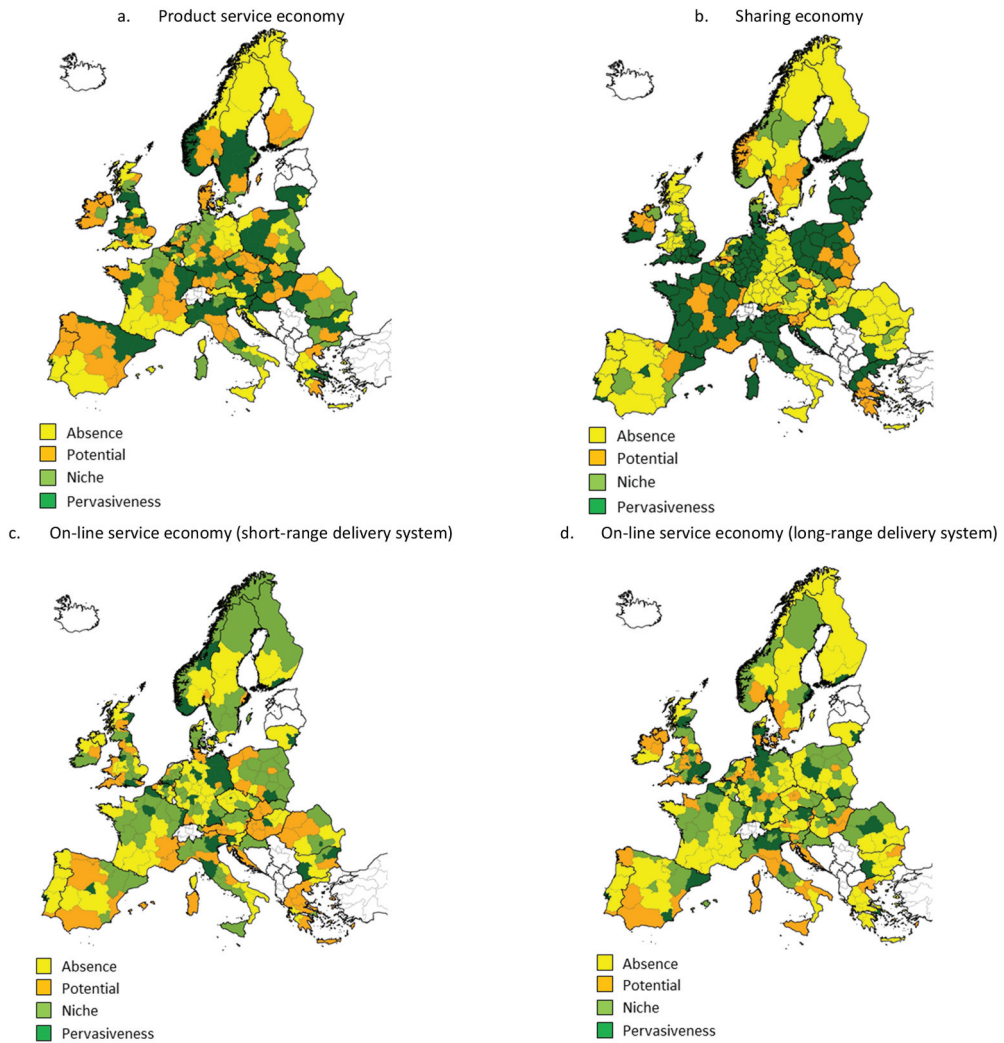 a. Product service economy
b. Sharing economy
Absence
Potential
Niche
Pervasiveness
Absence
Potential
Niche
Pervasiveness
c. On-line service economy (short-range delivery system)
d. On-line service economy (long-range delivery system)
Absence
Potential
Niche
Pervasiveness
Absence
Potential
Niche
Pervasiveness